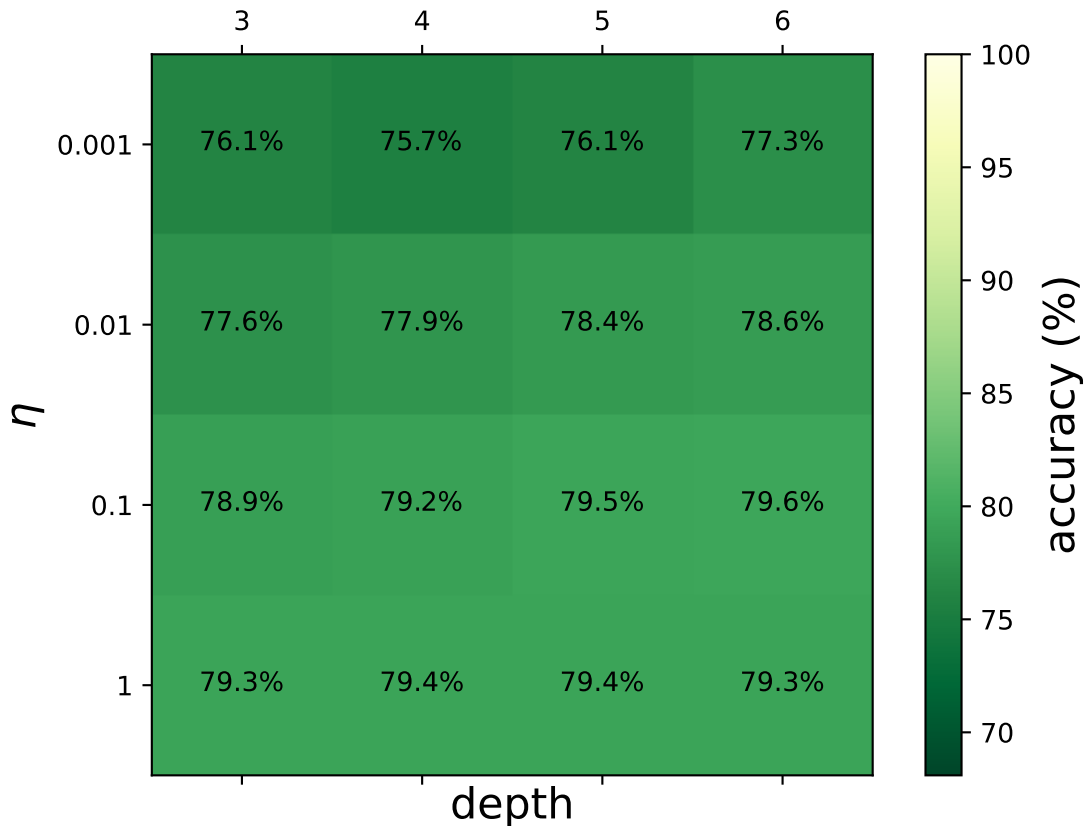 3 4 5 6
0.001 76.1% 75.7% 76.1% 77.3%
0.01 77.6% 77.9% 78.4% 78.6%
0.1 78.9% 79.2% 79.5% 79.6%
1 79.3% 79.4% 79.4% 79.3%
η
depth
100
95
90
85
80
75
70
accuracy (%)